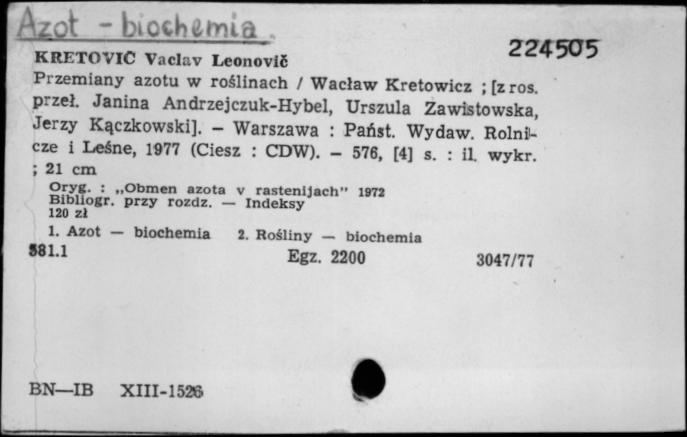 Azot - biochemia.
224505
KRETOVIČ Vaclav Leonovič
Przemiany azotu w roślinach / Wacław Kretowicz ; [z ros.
przeł. Janina Andrzejczuk-Hybel, Urszula Zawistowska,
Jerzy Kączkowski]. — Warszawa : Państ. Wydaw. Rolni-
cze i Leśne, 1977 (Ciesz : CDW). — 576, [4] s. : il. wykr.
; 21 cm
Oryg. : „Obmen azota v rastenijach” 1972
Bibliogr. przy rozdz. — Indeksy
120 zł
1. Azot — biochemia 2. Rośliny — biochemia
581.1 Egz. 2200 3047/77
BN—IB XIII-1526